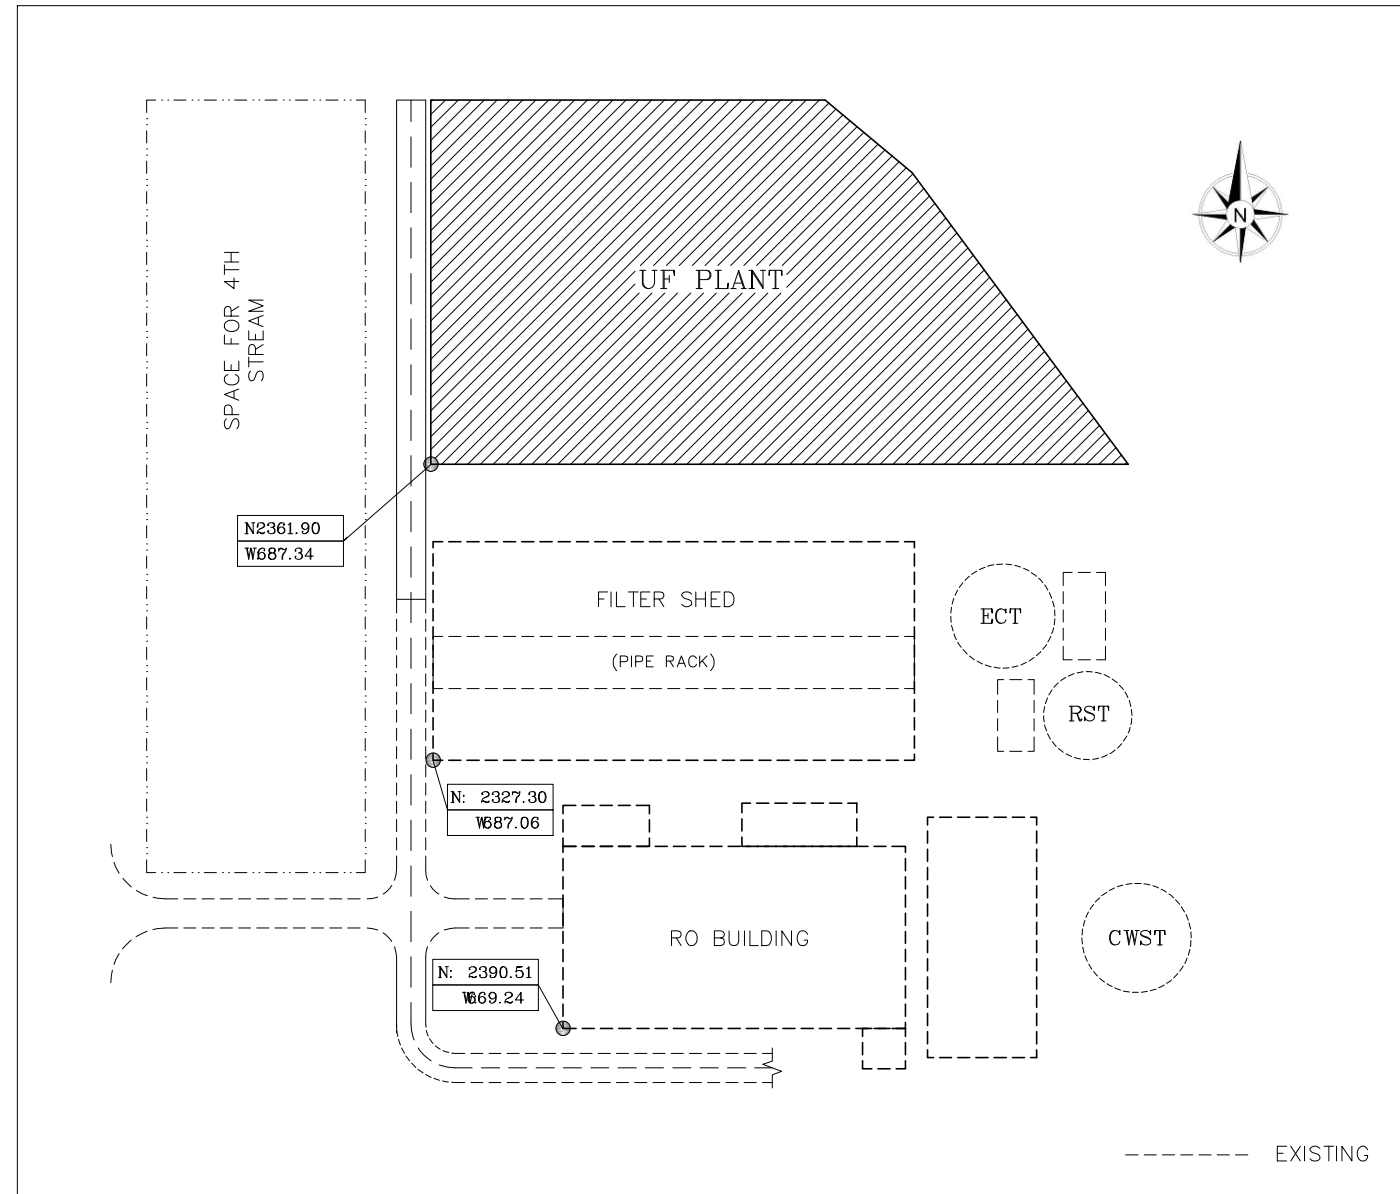 UF PLANT
N
SPACE FOR 4TH
STREAM
N2361.90
W687.34
FILTER SHED
(PIPE RACK)
ECT
RST
N: 2327.30
W687.06
RO BUILDING
CWST
N: 2390.51
W669.24
EXISTING